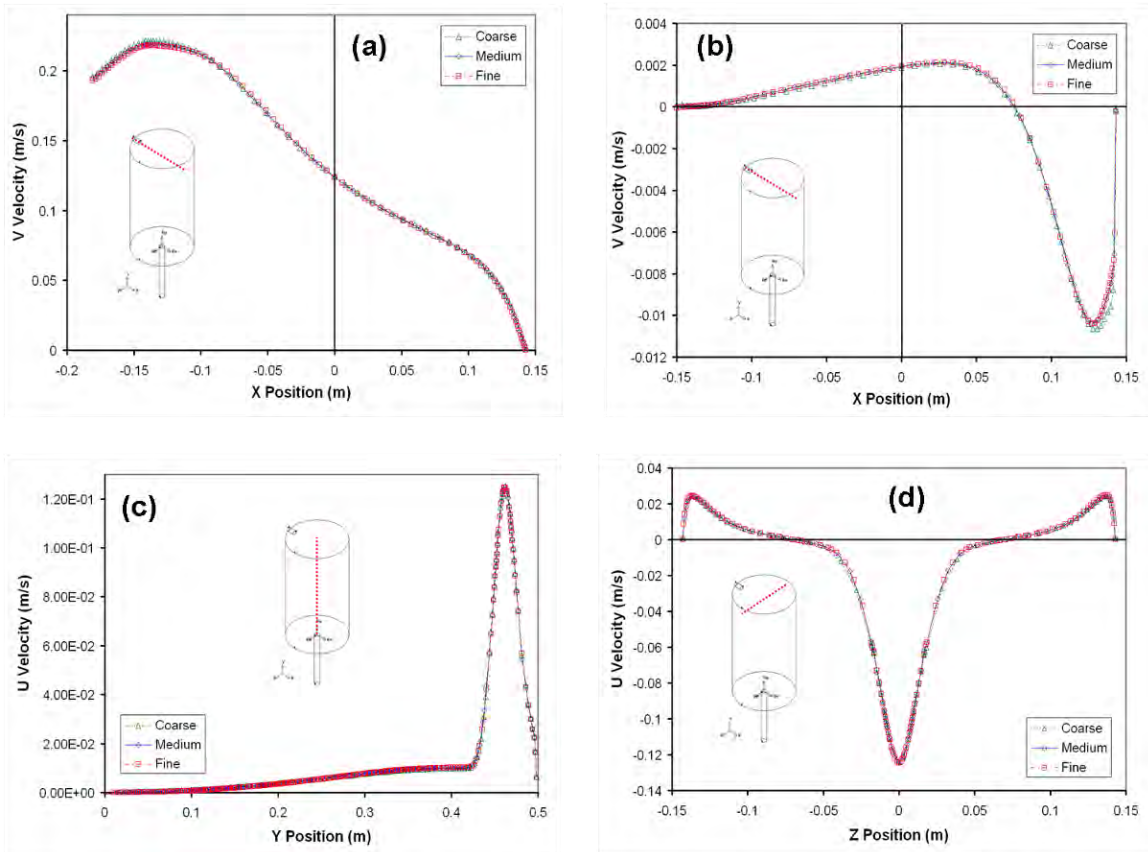 (a)
Coarse
Medium
Fine
V Velocity (m/s)
0.2
0.15
0.1
0.05
0
-0.2 -0.15 -0.1 -0.05 0 0.05 0.1 0.15
X Position (m)
(b)
Coarse
Medium
Fine
V Velocity (m/s)
0.004
0.002
0
-0.002
-0.004
-0.006
-0.008
-0.01
-0.012
-0.15 -0.1 -0.05 0 0.05 0.1 0.15
X Position (m)
(c)
U Velocity (m/s)
1.20E-01
1.00E-01
8.00E-02
6.00E-02
4.00E-02
2.00E-02
0.00E+00
Coarse
Medium
Fine
0 0.1 0.2 0.3 0.4 0.5
Y Position (m)
(d)
U Velocity (m/s)
0.04
0.02
0
-0.02
-0.04
-0.06
-0.08
-0.1
-0.12
-0.14
Coarse
Medium
Fine
-0.15 -0.1 -0.05 0 0.05 0.1 0.15
Z Position (m)